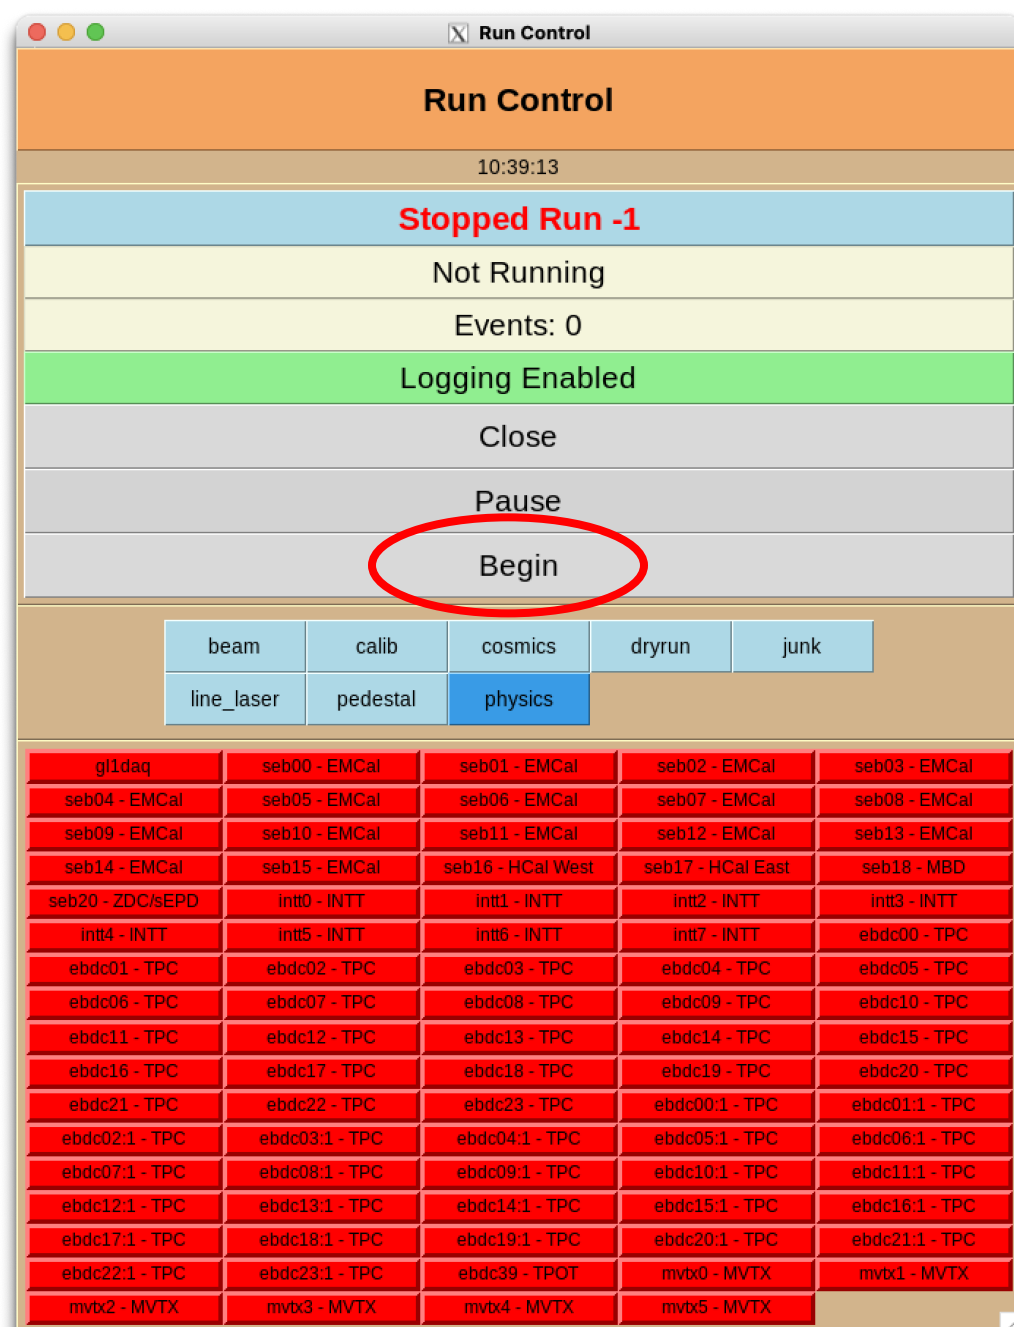 Run Control
Run Control
10:39:13
Stopped Run -1
Not Running
Events: 0
Logging Enabled
Close
Pause
Begin
beam calib cosmics dryrun junk
line_laser pedestal physics
gl1daq seb00 - EMCal seb01 - EMCal seb02 - EMCal seb03 - EMCal
seb04 - EMCal seb05 - EMCal seb06 - EMCal seb07 - EMCal seb08 - EMCal
seb09 - EMCal seb10 - EMCal seb11 - EMCal seb12 - EMCal seb13 - EMCal
seb14 - EMCal seb15 - EMCal seb16 - HCal West seb17 - HCal East seb18 - MBD
seb20 - ZDC/sEPD intt0 - INTT intt1 - INTT intt2 - INTT intt3 - INTT
intt4 - INTT intt5 - INTT intt6 - INTT intt7 - INTT ebdc00 - TPC
ebdc01 - TPC ebdc02 - TPC ebdc03 - TPC ebdc04 - TPC ebdc05 - TPC
ebdc06 - TPC ebdc07 - TPC ebdc08 - TPC ebdc09 - TPC ebdc10 - TPC
ebdc11 - TPC ebdc12 - TPC ebdc13 - TPC ebdc14 - TPC ebdc15 - TPC
ebdc16 - TPC ebdc17 - TPC ebdc18 - TPC ebdc19 - TPC ebdc20 - TPC
ebdc21 - TPC ebdc22 - TPC ebdc23 - TPC ebdc00:1 - TPC ebdc01:1 - TPC
ebdc02:1 - TPC ebdc03:1 - TPC ebdc04:1 - TPC ebdc05:1 - TPC ebdc06:1 - TPC
ebdc07:1 - TPC ebdc08:1 - TPC ebdc09:1 - TPC ebdc10:1 - TPC ebdc11:1 - TPC
ebdc12:1 - TPC ebdc13:1 - TPC ebdc14:1 - TPC ebdc15:1 - TPC ebdc16:1 - TPC
ebdc17:1 - TPC ebdc18:1 - TPC ebdc19:1 - TPC ebdc20:1 - TPC ebdc21:1 - TPC
ebdc22:1 - TPC ebdc23:1 - TPC ebdc39 - TPOT mvtx0 - MVTX mvtx1 - MVTX
mvtx2 - MVTX mvtx3 - MVTX mvtx4 - MVTX mvtx5 - MVTX